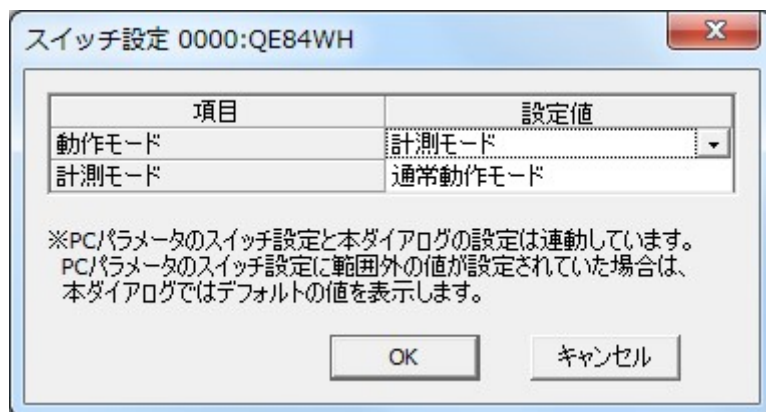 スイッチ設定 0000:QE84WH
項目 設定値
動作モード 計測モード
計測モード 通常動作モード
※PCパラメータのスイッチ設定と本ダイアログの設定は連動しています。
PCパラメータのスイッチ設定に範囲外の値が設定されていた場合は、
本ダイアログではデフォルトの値を表示します。
OK キャンセル